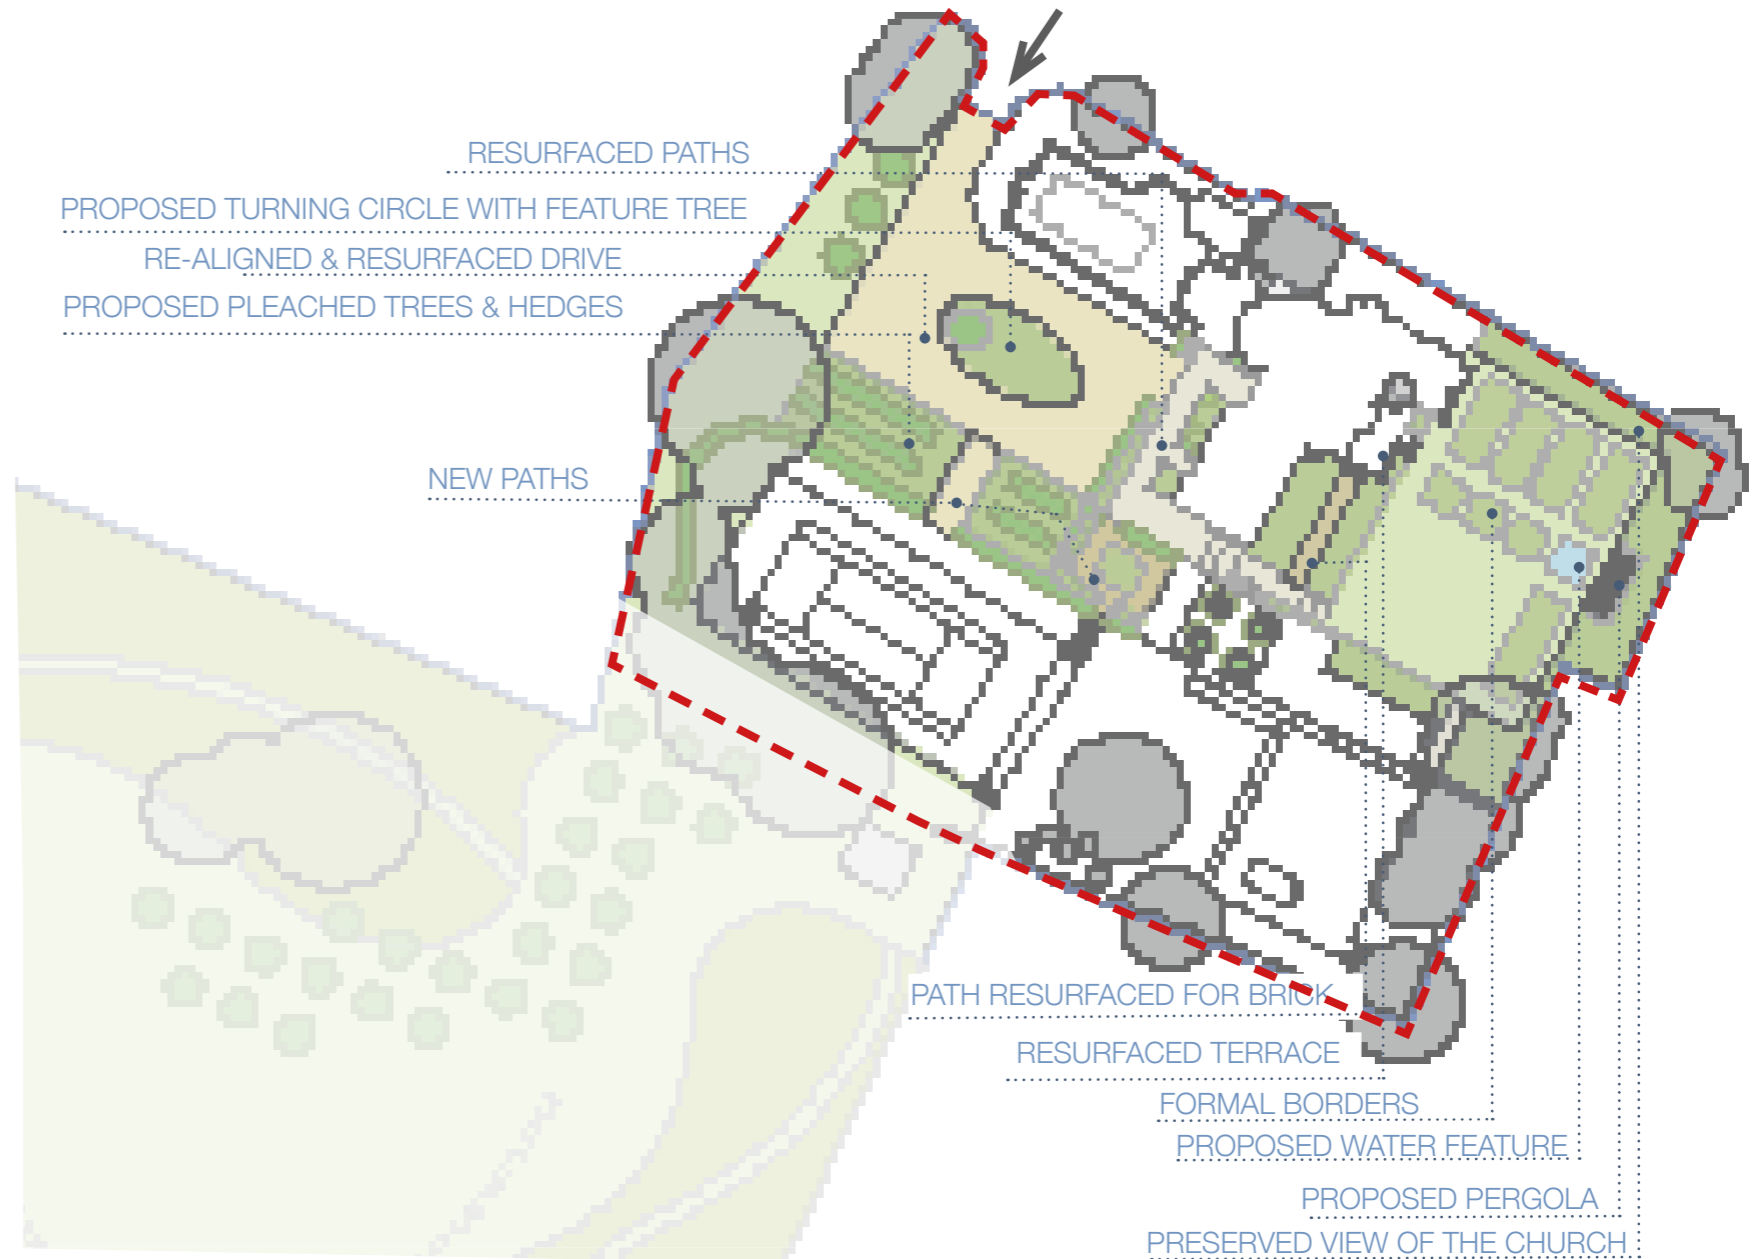 RESURFACED PATHS
PROPOSED TURNING CIRCLE WITH FEATURE TREE
RE-ALIGNED & RESURFACED DRIVE
PROPOSED PLEACHED TREES & HEDGES
NEW PATHS
PATH RESURFACED FOR BRICK
RESURFACED TERRACE
FORMAL BORDERS
PROPOSED WATER FEATURE
PROPOSED PERGOLA
PRESERVED VIEW OF THE CHURCH